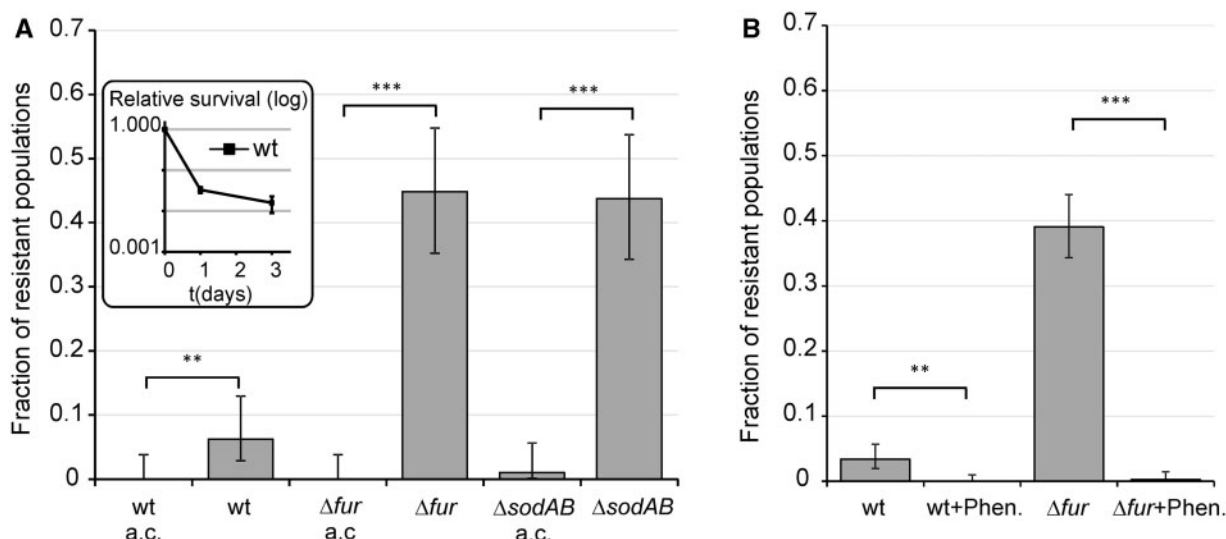 A
Fraction of resistant populations
0.7
0.6
0.5
0.4
0.3
0.2
0.1
0
Relative survival (log)
1.000
0.001
wt
0 1 2 3
t(days)
**
***
***
wt a.c.
wt
Δfur a.c
Δfur
ΔsodAB a.c.
ΔsodAB
B
Fraction of resistant populations
0.7
0.6
0.5
0.4
0.3
0.2
0.1
0
**
***
wt
wt+Phen.
Δfur
Δfur+Phen.